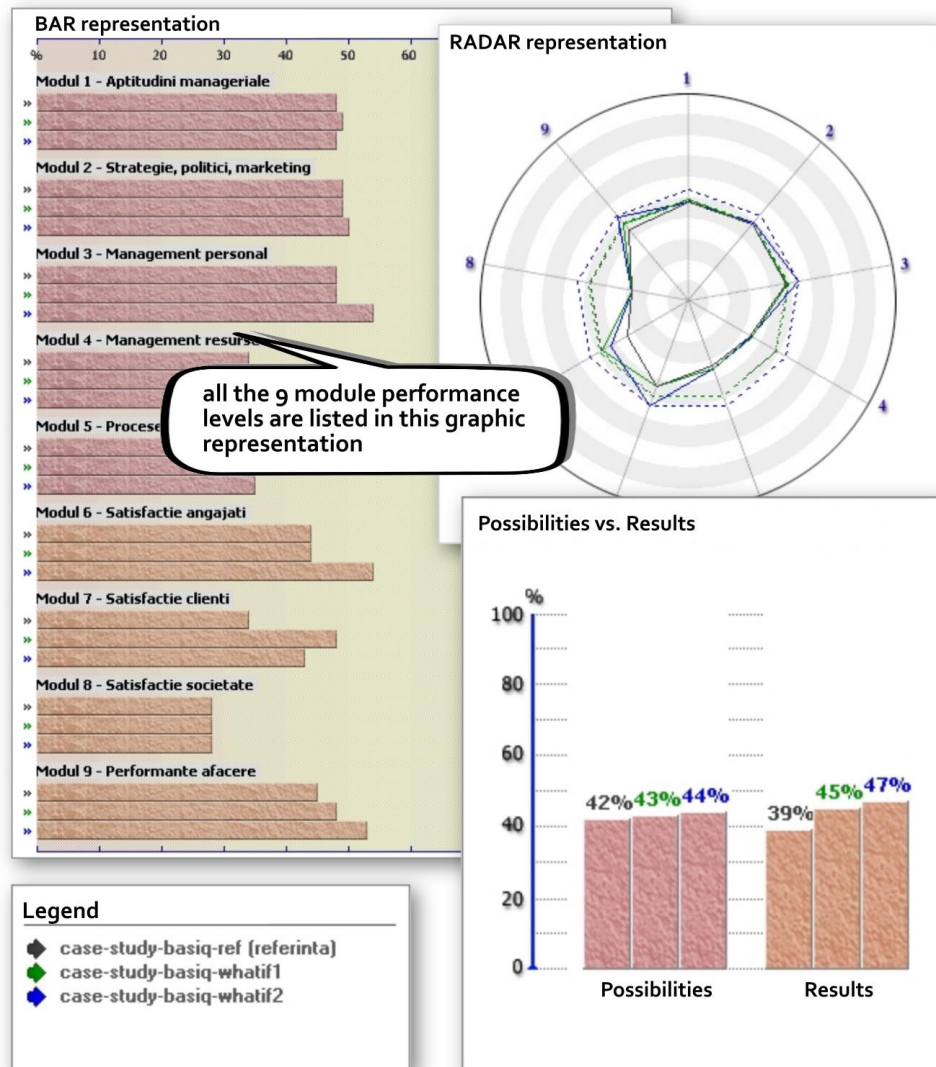 BAR representation
% 10 20 30 40 50 60
Modul 1 - Aptitudini manageriale
»
»
»
Modul 2 - Strategie, politici, marketing
»
»
»
Modul 3 - Management personal
»
»
»
Modul 4 - Management resurse
»
»
»
Modul 5 - Procese
»
»
»
Modul 6 - Satisfactie angajati
»
»
»
Modul 7 - Satisfactie clienti
»
»
»
Modul 8 - Satisfactie societate
»
»
»
Modul 9 - Performante afacere
»
»
»
all the 9 module performance
levels are listed in this graphic
representation
RADAR representation
1
2
3
4
8
9
Possibilities vs. Results
%
100
80
60
40
20
0
42% 43% 44%
39% 45% 47%
Possibilities
Results
Legend
case-study-basiq-ref (referinta)
case-study-basiq-whatif1
case-study-basiq-whatif2